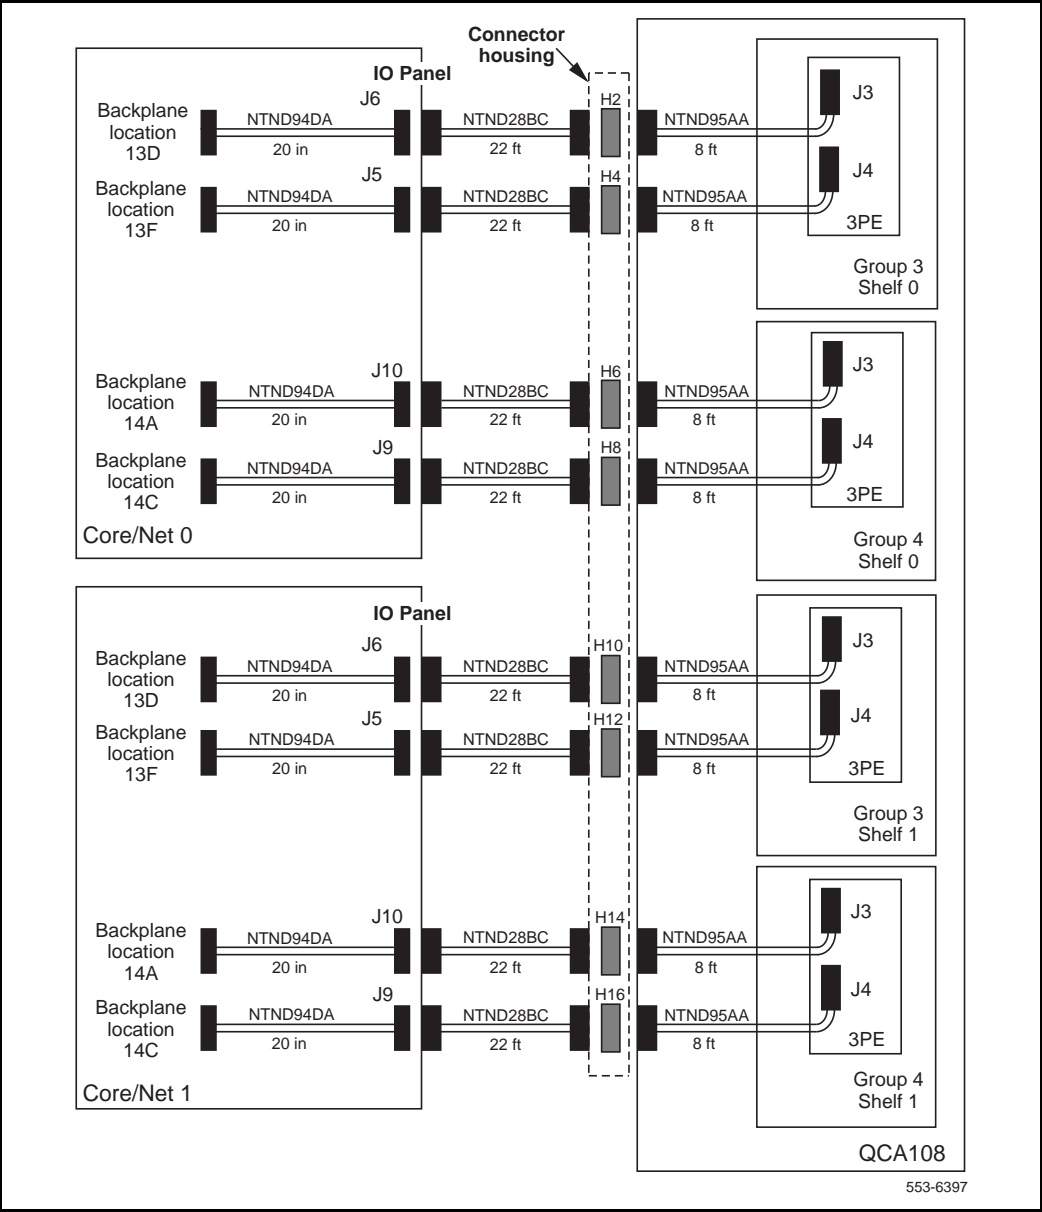 Connector
housing
IO Panel
Backplane
location
13D
NTND94DA
20 in
J6
NTND28BC
22 ft
H2
NTND95AA
8 ft
J3
Backplane
location
13F
NTND94DA
20 in
J5
NTND28BC
22 ft
H4
NTND95AA
8 ft
J4
3PE
Group 3
Shelf 0
Backplane
location
14A
NTND94DA
20 in
J10
NTND28BC
22 ft
H6
NTND95AA
8 ft
J3
Backplane
location
14C
NTND94DA
20 in
J9
NTND28BC
22 ft
H8
NTND95AA
8 ft
J4
3PE
Group 4
Shelf 0
Core/Net 0
IO Panel
Backplane
location
13D
NTND94DA
20 in
J6
NTND28BC
22 ft
H10
NTND95AA
8 ft
J3
Backplane
location
13F
NTND94DA
20 in
J5
NTND28BC
22 ft
H12
NTND95AA
8 ft
J4
3PE
Group 3
Shelf 1
Backplane
location
14A
NTND94DA
20 in
J10
NTND28BC
22 ft
H14
NTND95AA
8 ft
J3
Backplane
location
14C
NTND94DA
20 in
J9
NTND28BC
22 ft
H16
NTND95AA
8 ft
J4
3PE
Group 4
Shelf 1
Core/Net 1
QCA108
553-6397